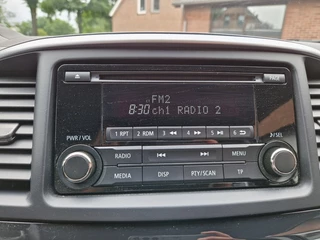 PAGE
FM2
8:30 ch1 RADIO 2
1 RPT 2 RDM 3 ◄◄ 4 ►► 5 6
PWR / VOL
♪/SEL
RADIO MENU
MEDIA DISP PTY/SCAN TP